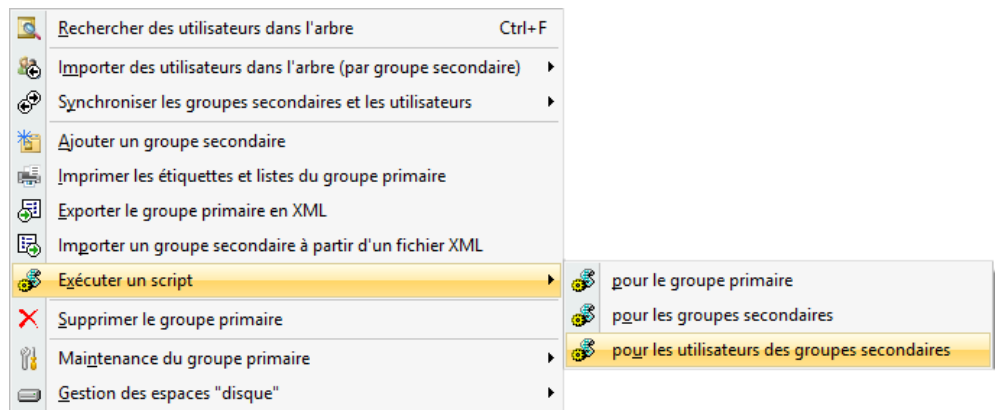 Rechercher des utilisateurs dans l'arbre Ctrl+F
Importer des utilisateurs dans l'arbre (par groupe secondaire)
Synchroniser les groupes secondaires et les utilisateurs
Ajouter un groupe secondaire
Imprimer les étiquettes et listes du groupe primaire
Exporter le groupe primaire en XML
Importer un groupe secondaire à partir d'un fichier XML
Exécuter un script
pour le groupe primaire
Supprimer le groupe primaire
pour les groupes secondaires
Maintenance du groupe primaire
pour les utilisateurs des groupes secondaires
Gestion des espaces "disque"